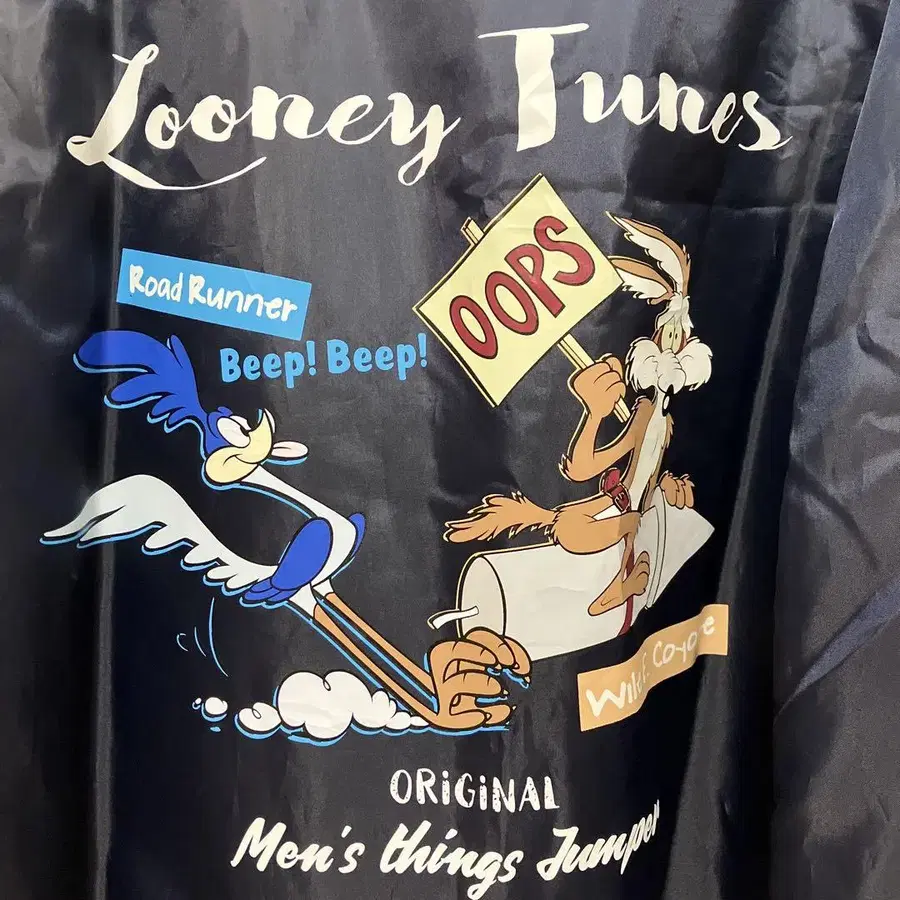 Looney Tunes
OOPS
Road Runner
Beep! Beep!
Wile E. Coyote
ORiGiNAL
Men's things Jumper